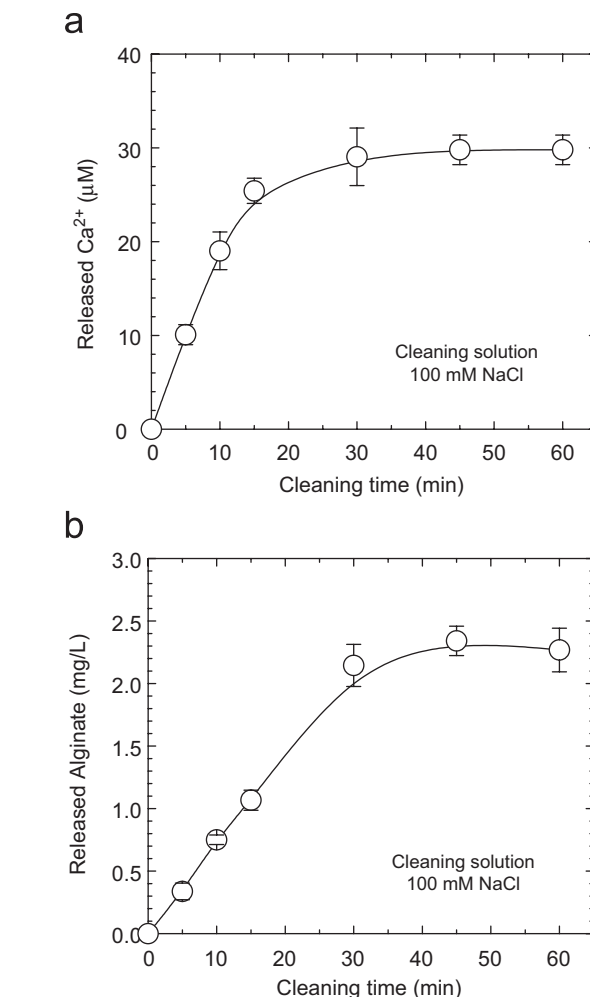 a
40
30
20
10
0
Released Ca²⁺ (μM)
Cleaning solution
100 mM NaCl
0 10 20 30 40 50 60
Cleaning time (min)
b
3.0
2.5
2.0
1.5
1.0
0.5
0.0
Released Alginate (mg/L)
Cleaning solution
100 mM NaCl
0 10 20 30 40 50 60
Cleaning time (min)